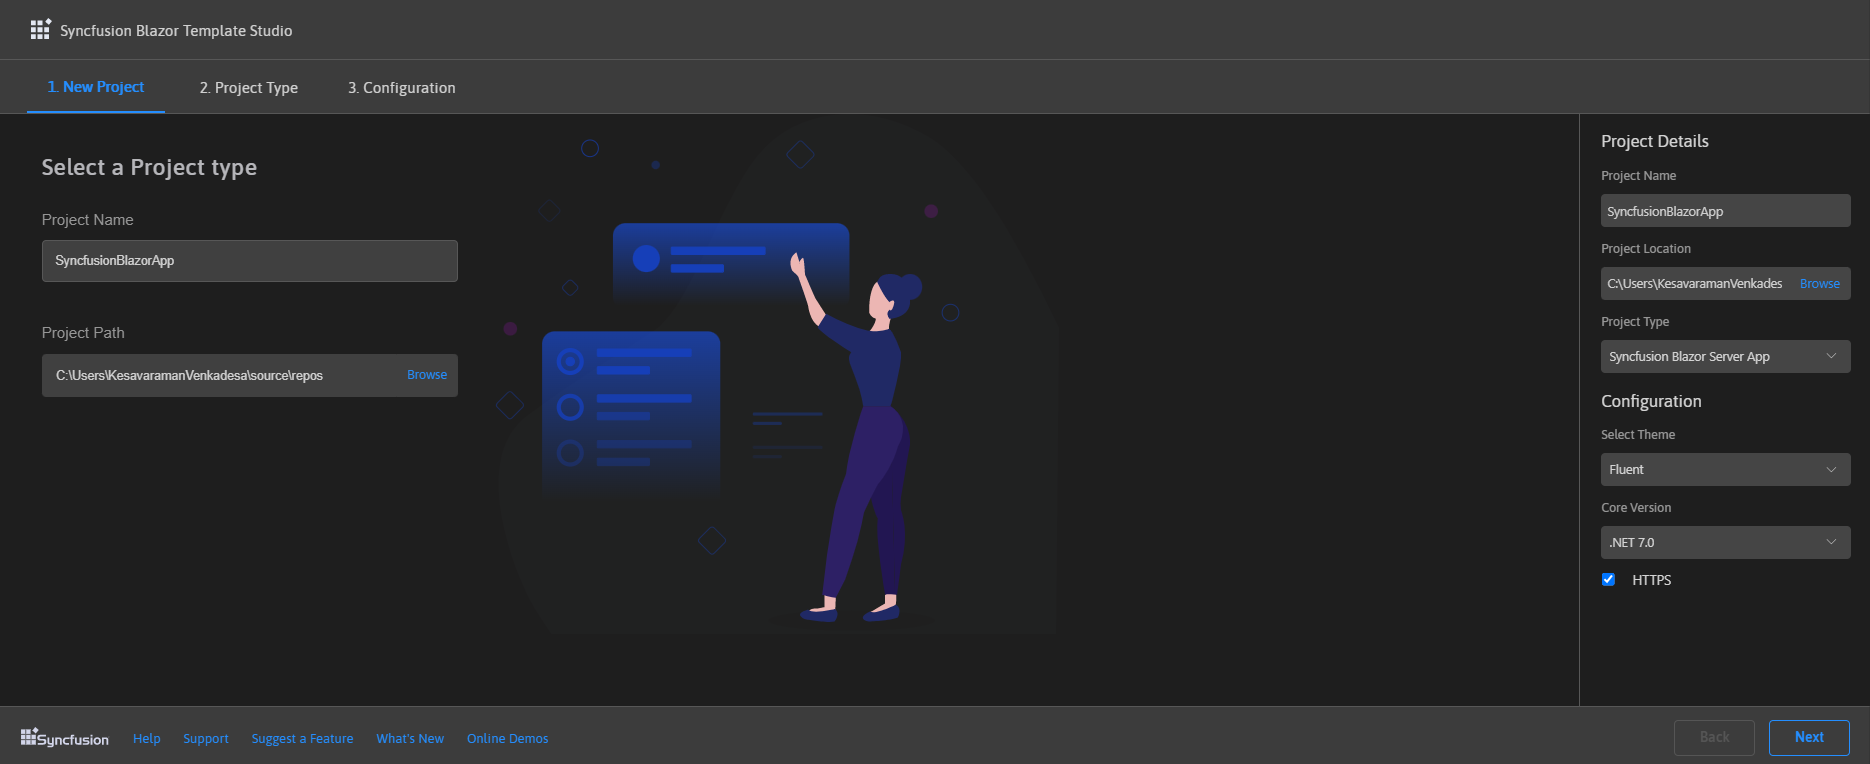 Syncfusion Blazor Template Studio
1. New Project
2. Project Type
3. Configuration
Select a Project type
Project Name
SyncfusionBlazorApp
Project Path
C:\Users\KesavaramanVenkadesa\source\repos
Browse
Project Details
Project Name
SyncfusionBlazorApp
Project Location
C:\Users\KesavaramanVenkades
Browse
Project Type
Syncfusion Blazor Server App
Configuration
Select Theme
Fluent
Core Version
.NET 7.0
HTTPS
Syncfusion
Help
Support
Suggest a Feature
What's New
Online Demos
Back
Next